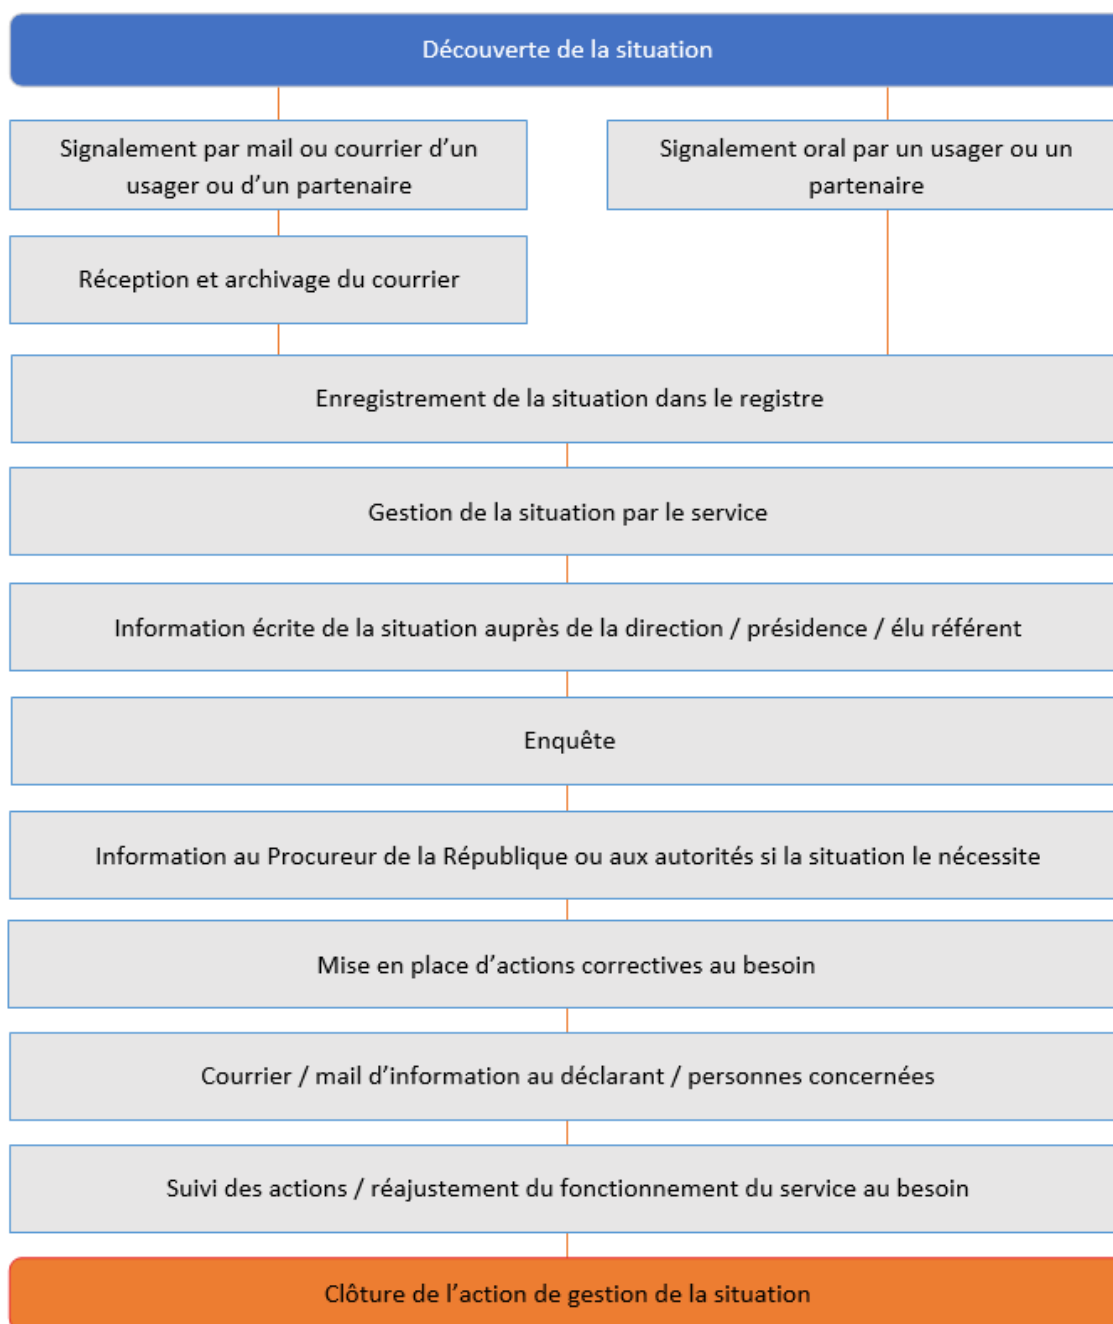 Découverte de la situation
Signalement par mail ou courrier d’un
usager ou d’un partenaire
Signalement oral par un usager ou un
partenaire
Réception et archivage du courrier
Enregistrement de la situation dans le registre
Gestion de la situation par le service
Information écrite de la situation auprès de la direction / présidence / élu référent
Enquête
Information au Procureur de la République ou aux autorités si la situation le nécessite
Mise en place d’actions correctives au besoin
Courrier / mail d’information au déclarant / personnes concernées
Suivi des actions / réajustement du fonctionnement du service au besoin
Clôture de l’action de gestion de la situation